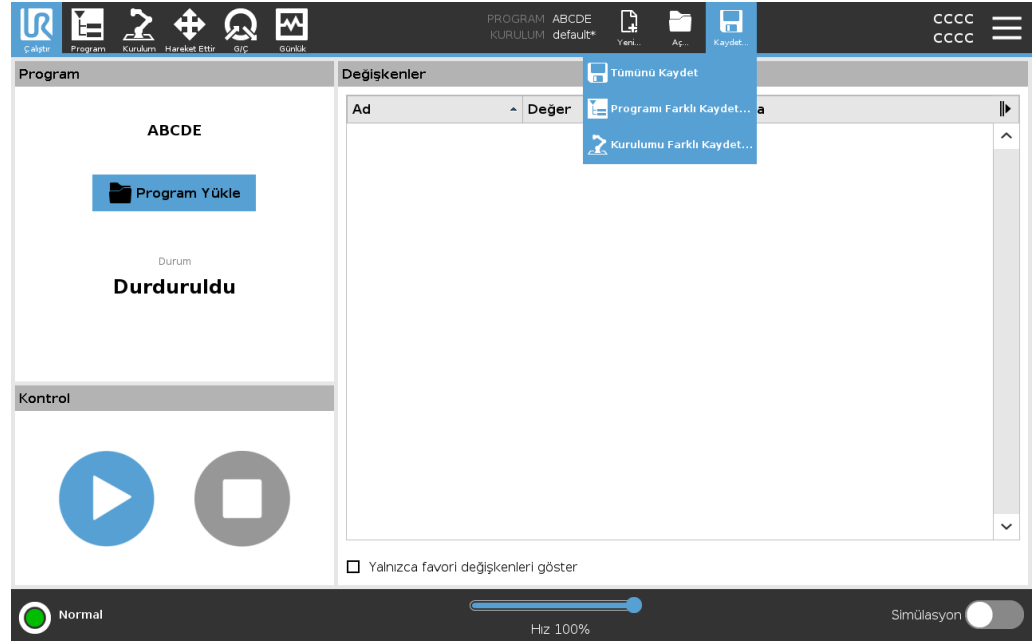 PROGRAM ABCDE
KURULUM default*
Çalıştır Program Kurulum Hareket Ettir G/Ç Günlük
Yeni... Aç... Kaydet...
CCCC
CCCC
Program
Değişkenler
Tümünü Kaydet
Programı Farklı Kaydet...
Kurulumu Farklı Kaydet...
Ad Değer a
ABCDE
Program Yükle
Durum
Durduruldu
Kontrol
Yalnızca favori değişkenleri göster
Normal
Hız 100%
Simülasyon